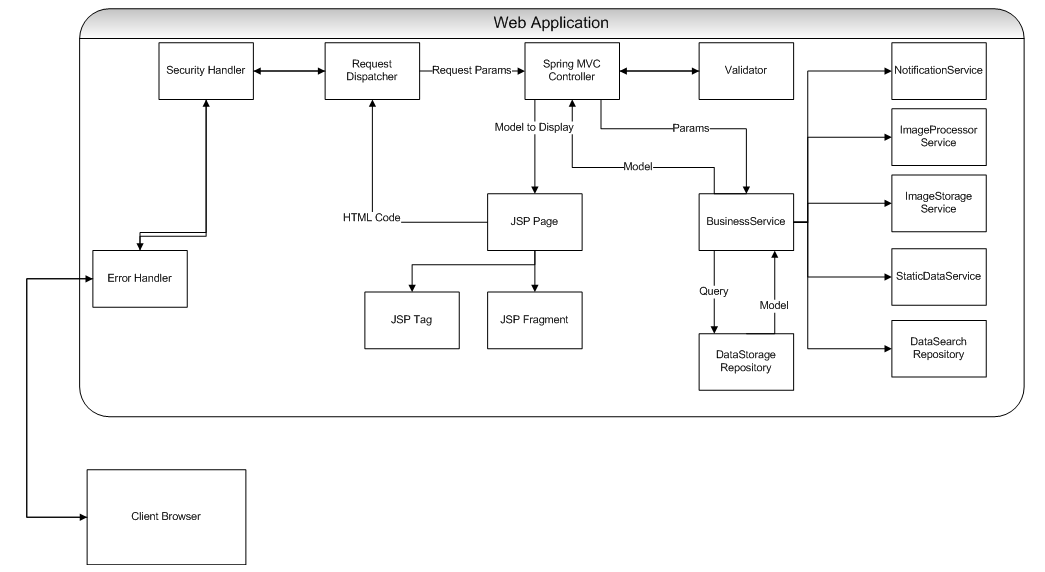 Web Application
Security Handler
Request
Dispatcher
Request Params
Spring MVC
Controller
Validator
NotificationService
Model to Display
Params
ImageProcessor
Service
Model
HTML Code
JSP Page
BusinessService
ImageStorage
Service
Error Handler
StaticDataService
Query
Model
JSP Tag
JSP Fragment
DataStorage
Repository
DataSearch
Repository
Client Browser